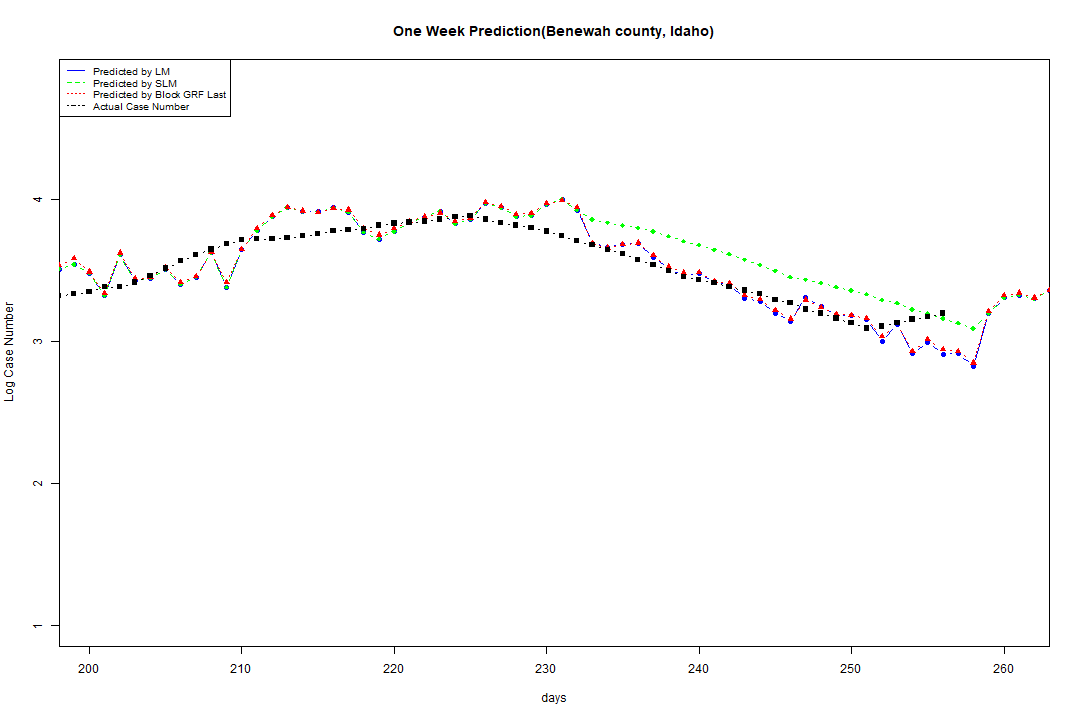 One Week Prediction(Benewah county, Idaho)
Predicted by LM
Predicted by SLM
Predicted by Block GRF Last
Actual Case Number
4
3
2
1
Log Case Number
200 210 220 230 240 250 260
days